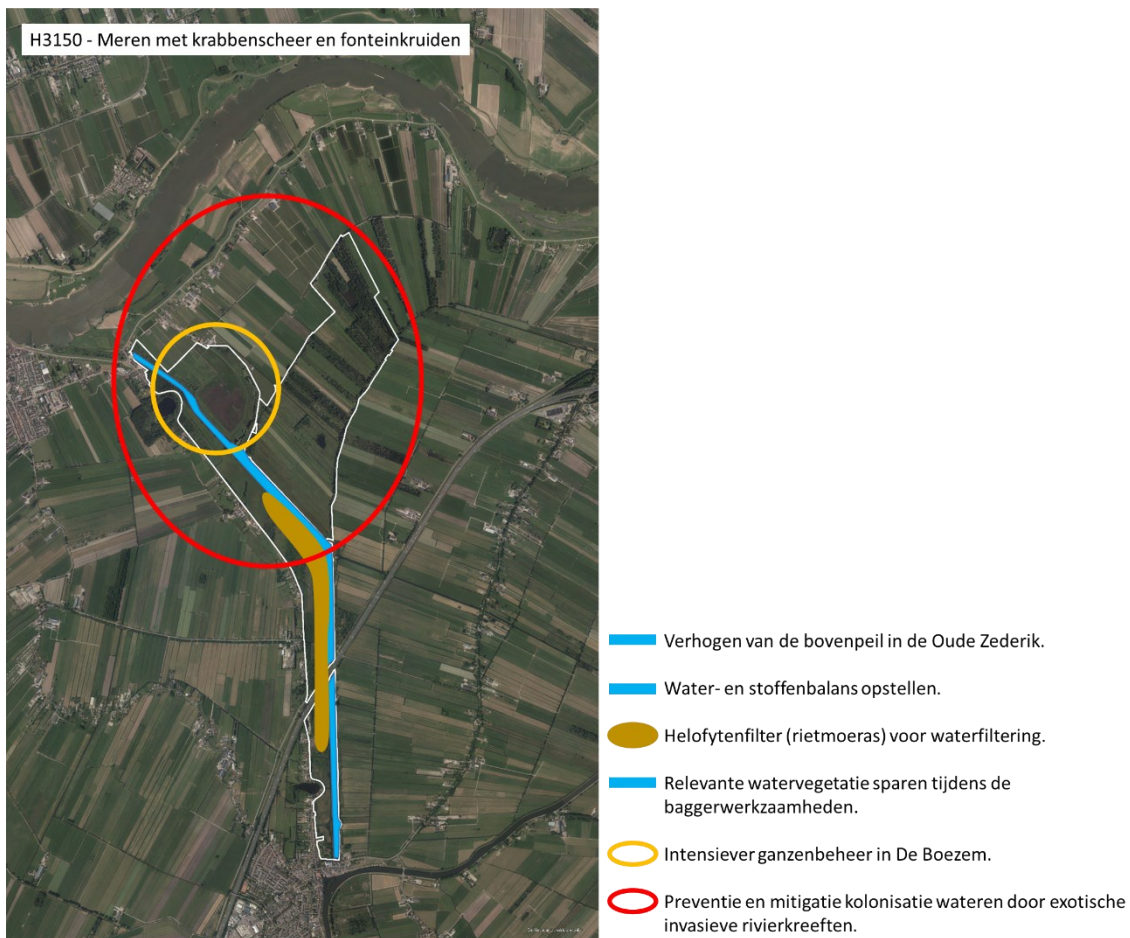 H3150 - Meren met krabbenscheer en fonteinkruiden
Verhogen van de bovenpeil in de Oude Zederik.
Water- en stoffenbalans opstellen.
Helofytenfilter (rietmoeras) voor waterfiltering.
Relevante watervegetatie sparen tijdens de
baggerwerkzaamheden.
Intensiever ganzenbeheer in De Boezem.
Preventie en mitigatie kolonisatie wateren door exotische
invasieve rivierkreeften.